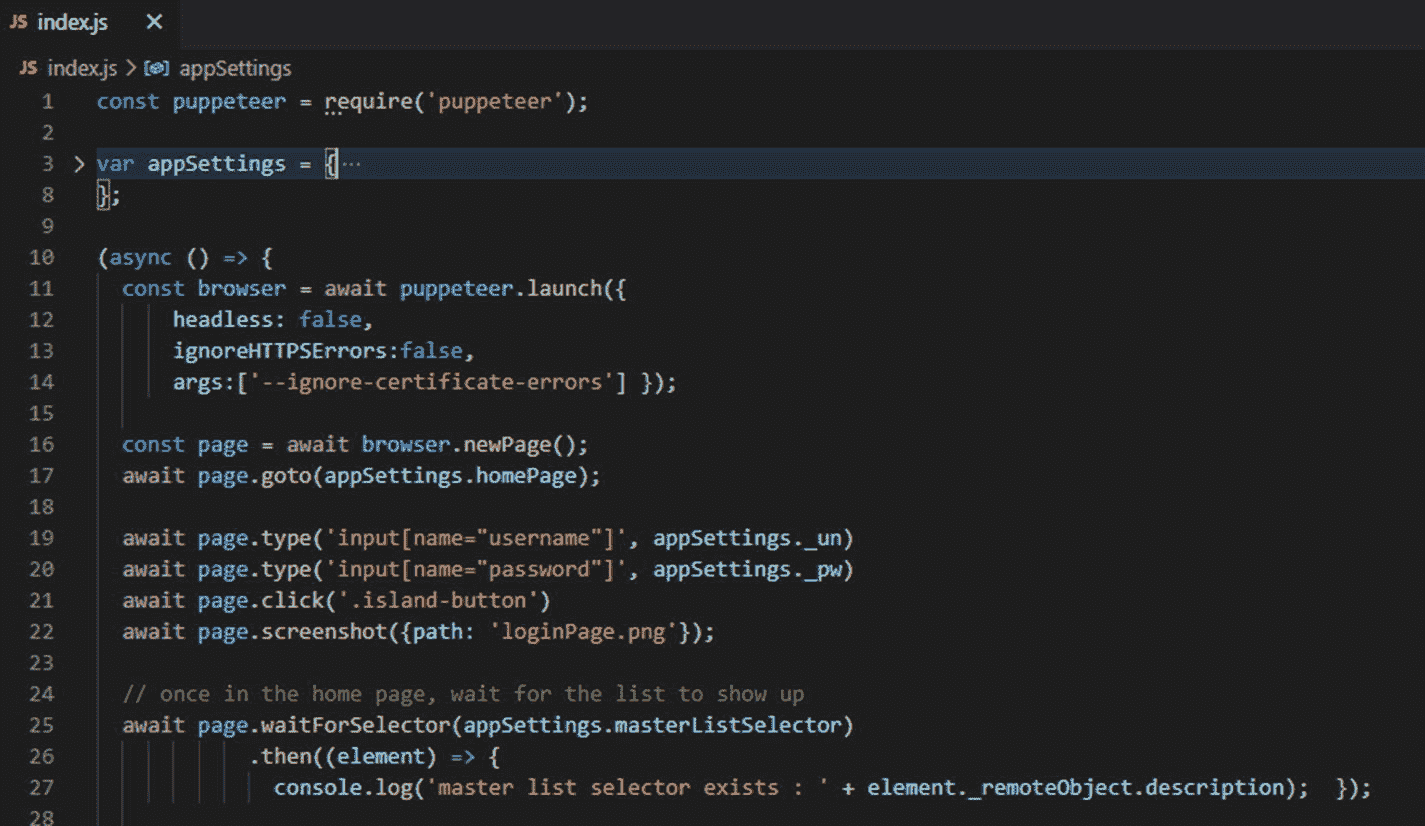 JS index.js ×
JS index.js > appSettings
1 const puppeteer = require('puppeteer');
2
3 > var appSettings = {···
8 };
9
10 (async () => {
11 const browser = await puppeteer.launch({
12 headless: false,
13 ignoreHTTPSErrors:false,
14 args:['--ignore-certificate-errors'] });
15
16 const page = await browser.newPage();
17 await page.goto(appSettings.homePage);
18
19 await page.type('input[name="username"]', appSettings._un)
20 await page.type('input[name="password"]', appSettings._pw)
21 await page.click('.island-button')
22 await page.screenshot({path: 'loginPage.png'});
23
24 // once in the home page, wait for the list to show up
25 await page.waitForSelector(appSettings.masterListSelector)
26 .then((element) => {
27 console.log('master list selector exists : ' + element._remoteObject.description); });
28